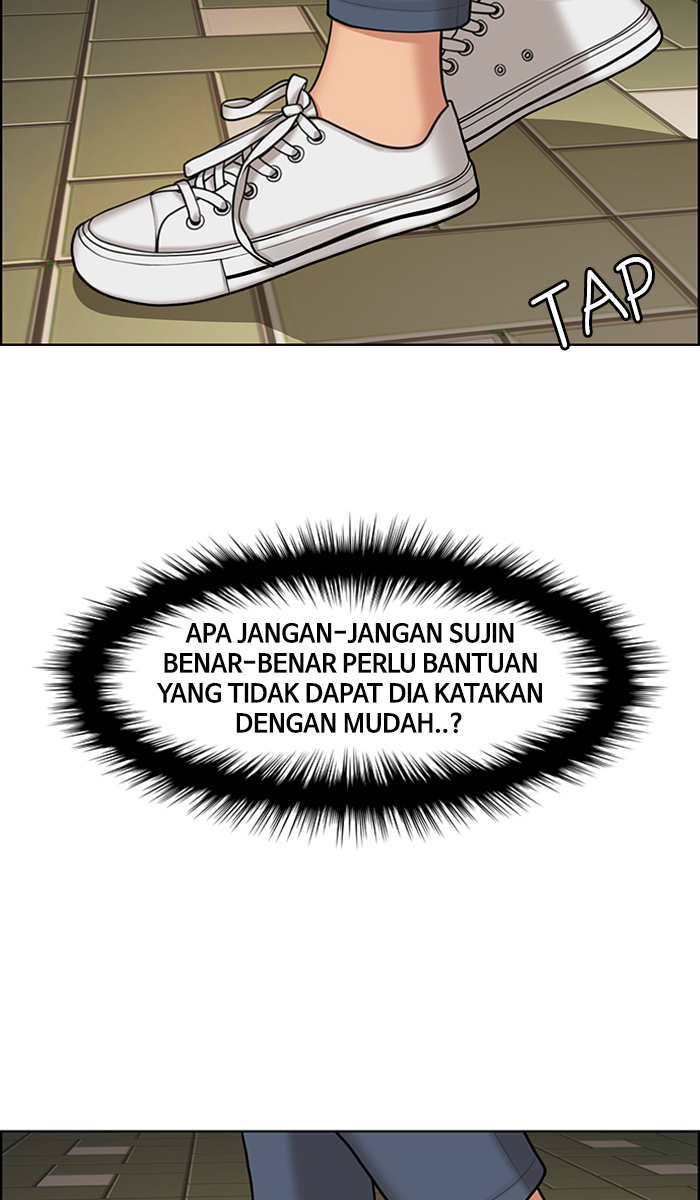 TAP
APA JANGAN-JANGAN SUJIN
BENAR-BENAR PERLU BANTUAN
YANG TIDAK DAPAT DIA KATAKAN
DENGAN MUDAH..?